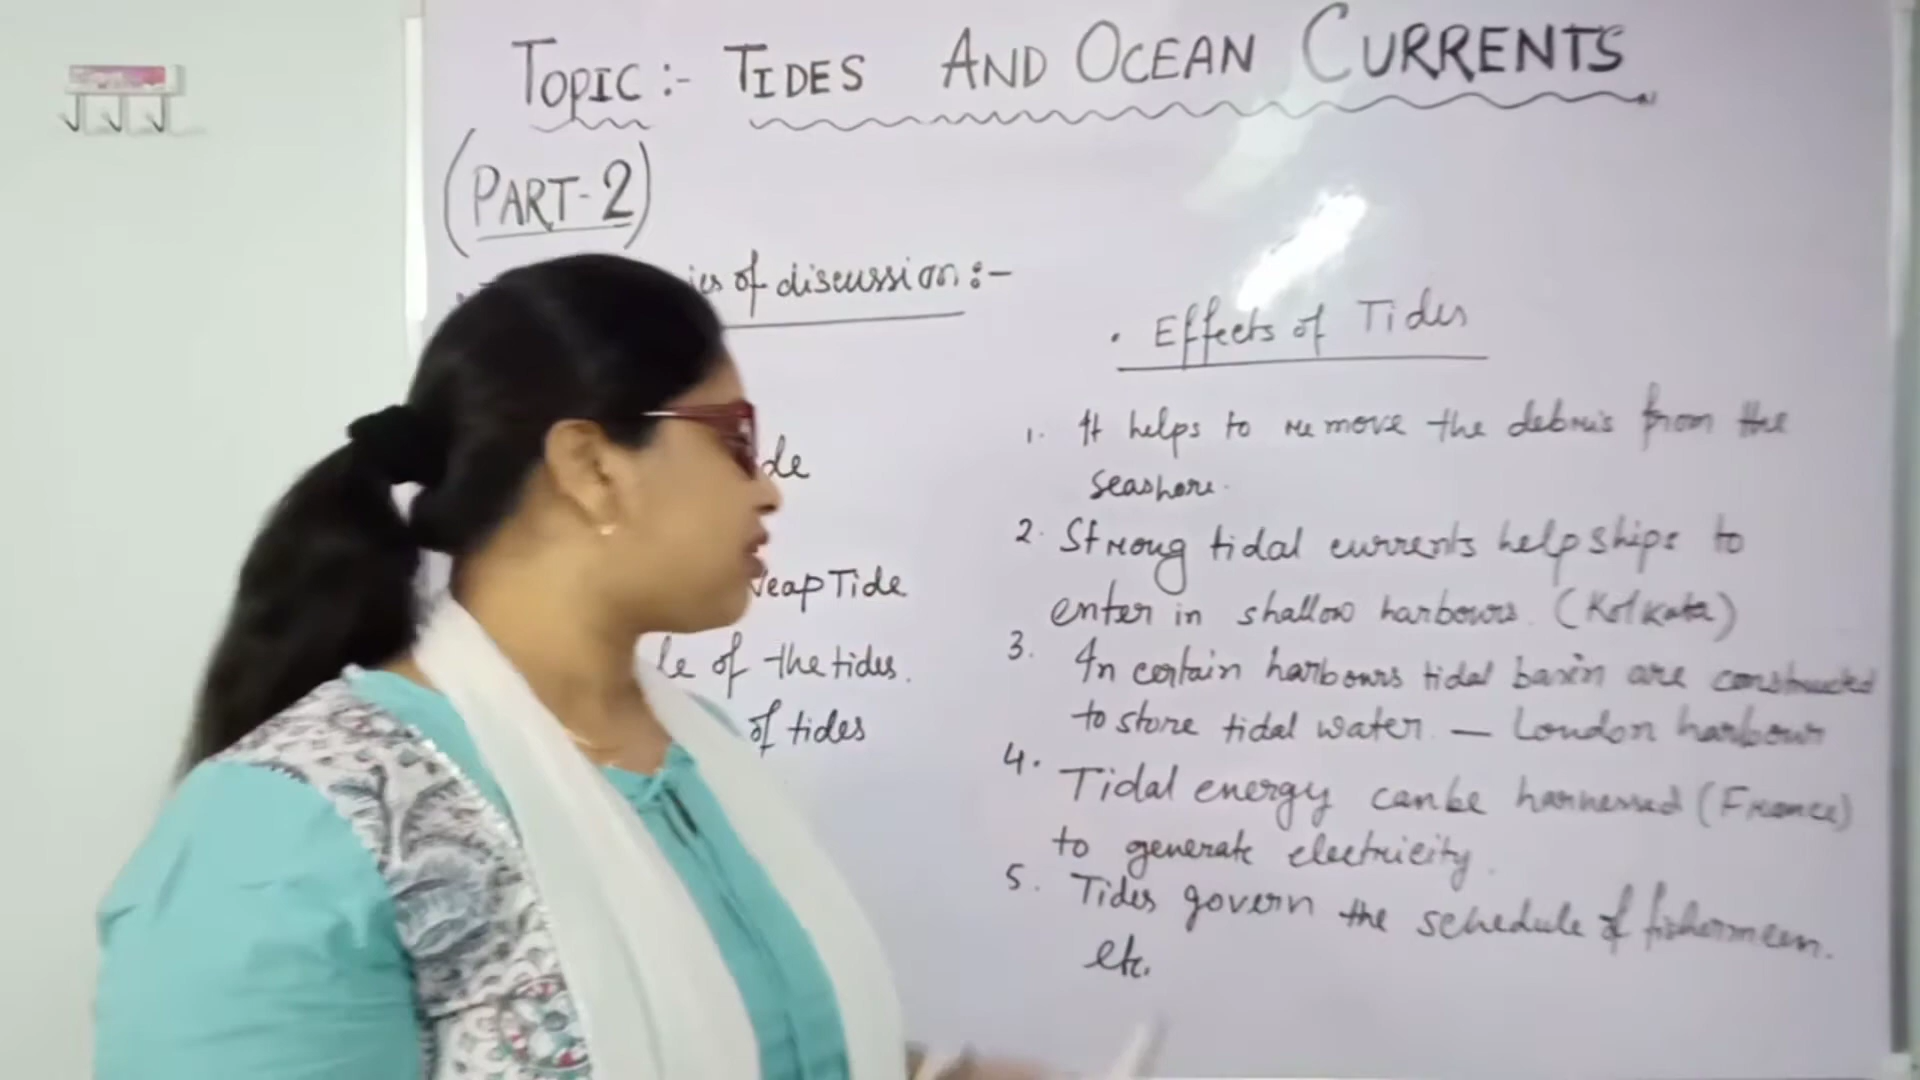 TOPIC :- TIDES AND OCEAN CURRENTS
(PART-2)
of discussion :-
de
Neap Tide
le of the tides.
of tides
• Effects of Tides
1. It helps to remove the debris from the
seashore.
2. Strong tidal currents help ships to
enter in shallow harbours. (Kolkata)
3. In certain harbours tidal basin are constructed
to store tidal water. — London harbour
4. Tidal energy can be harnessed (France)
to generate electricity.
5. Tides govern the schedule of fishermeen.
etc.